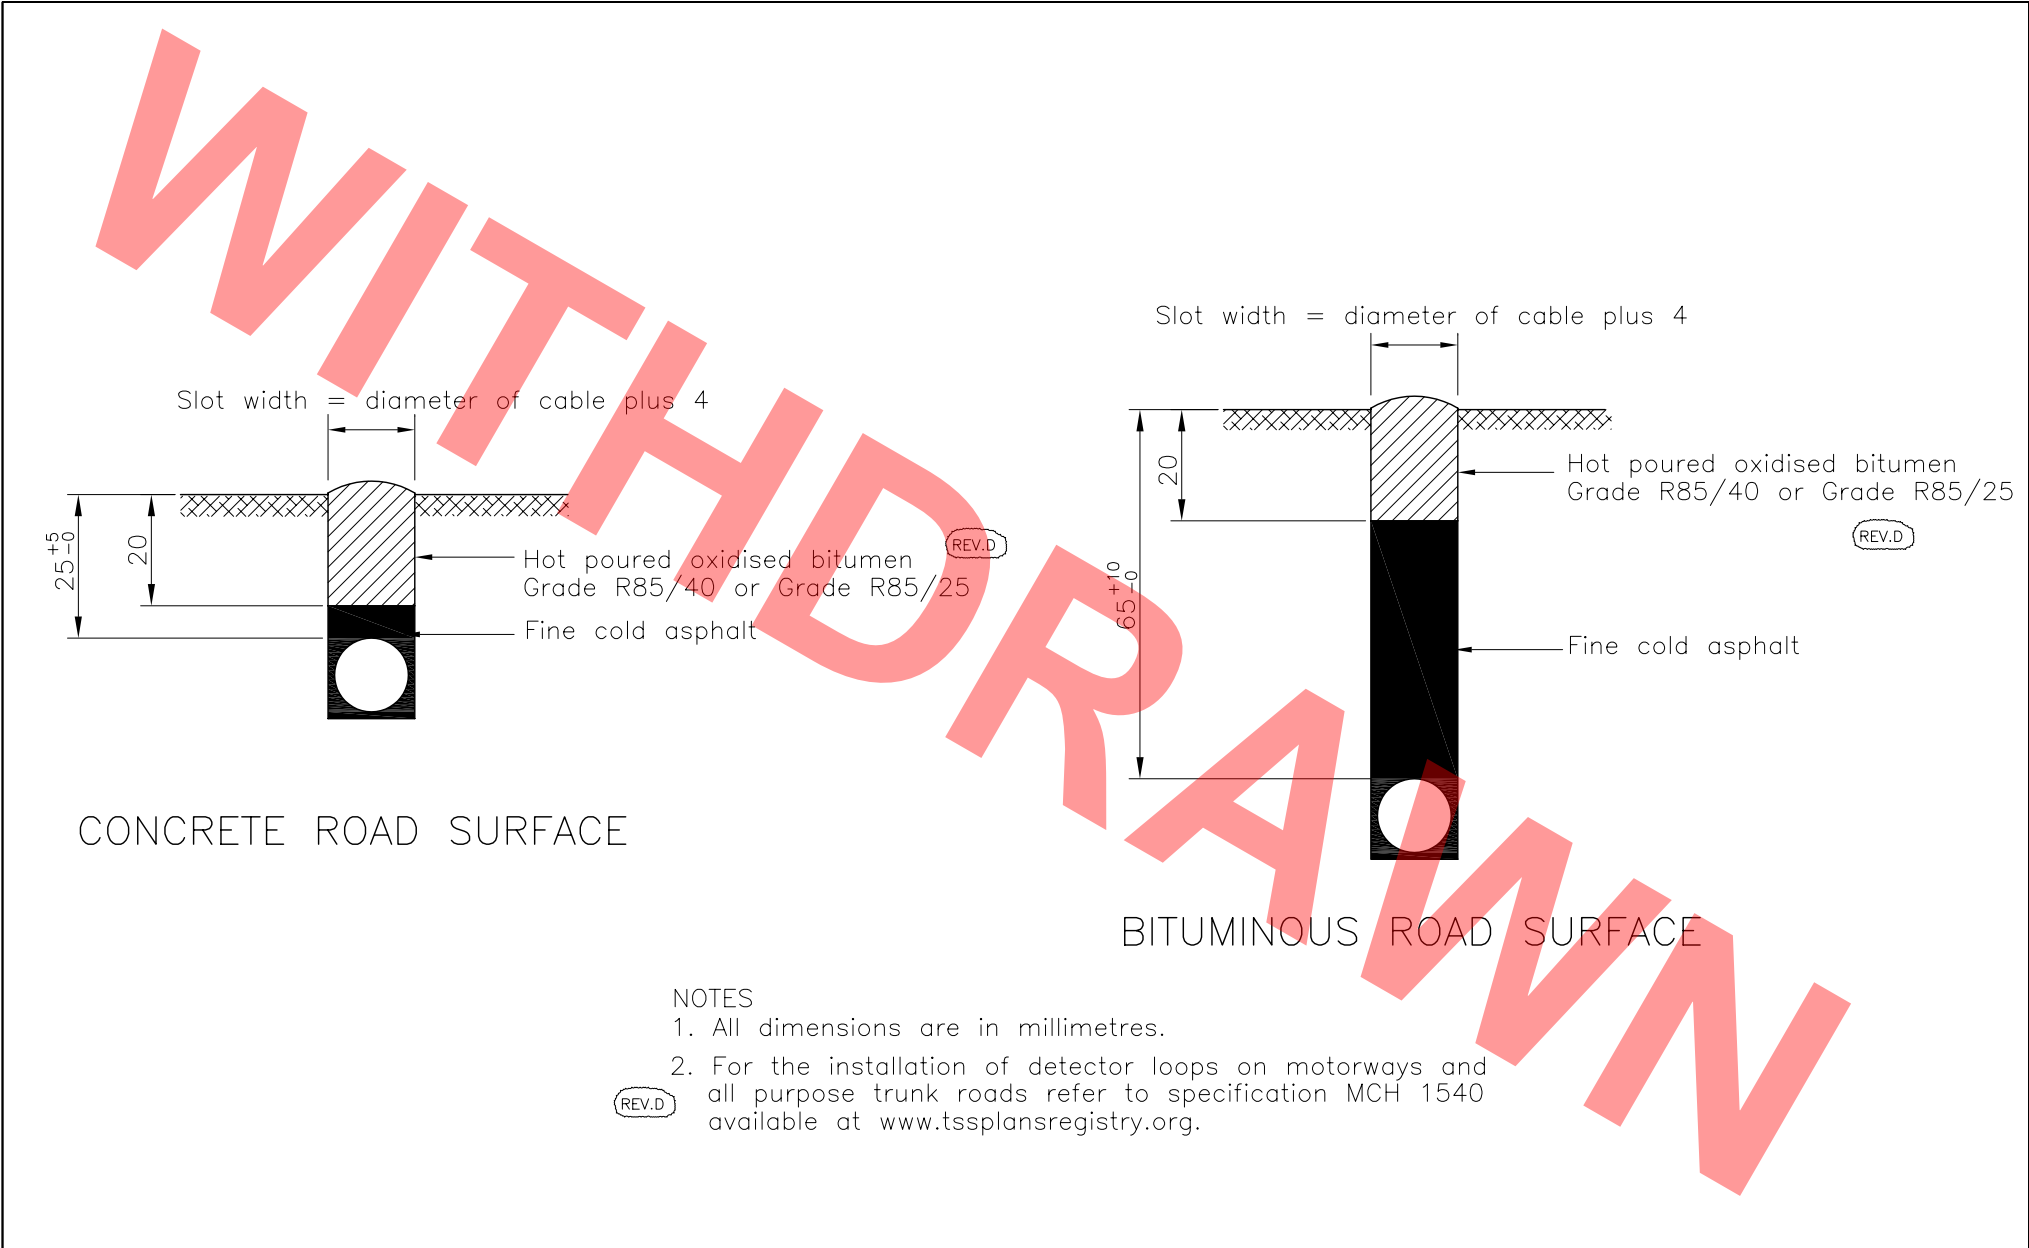 WITHDRAWN
Slot width = diameter of cable plus 4
25 +5 -0
20
Hot poured oxidised bitumen
Grade R85/40 or Grade R85/25
REV.D
Fine cold asphalt
CONCRETE ROAD SURFACE
Slot width = diameter of cable plus 4
65 +10 -0
20
Hot poured oxidised bitumen
Grade R85/40 or Grade R85/25
REV.D
Fine cold asphalt
BITUMINOUS ROAD SURFACE
NOTES
1. All dimensions are in millimetres.
2. For the installation of detector loops on motorways and
all purpose trunk roads refer to specification MCH 1540
available at www.tssplansregistry.org.
REV.D